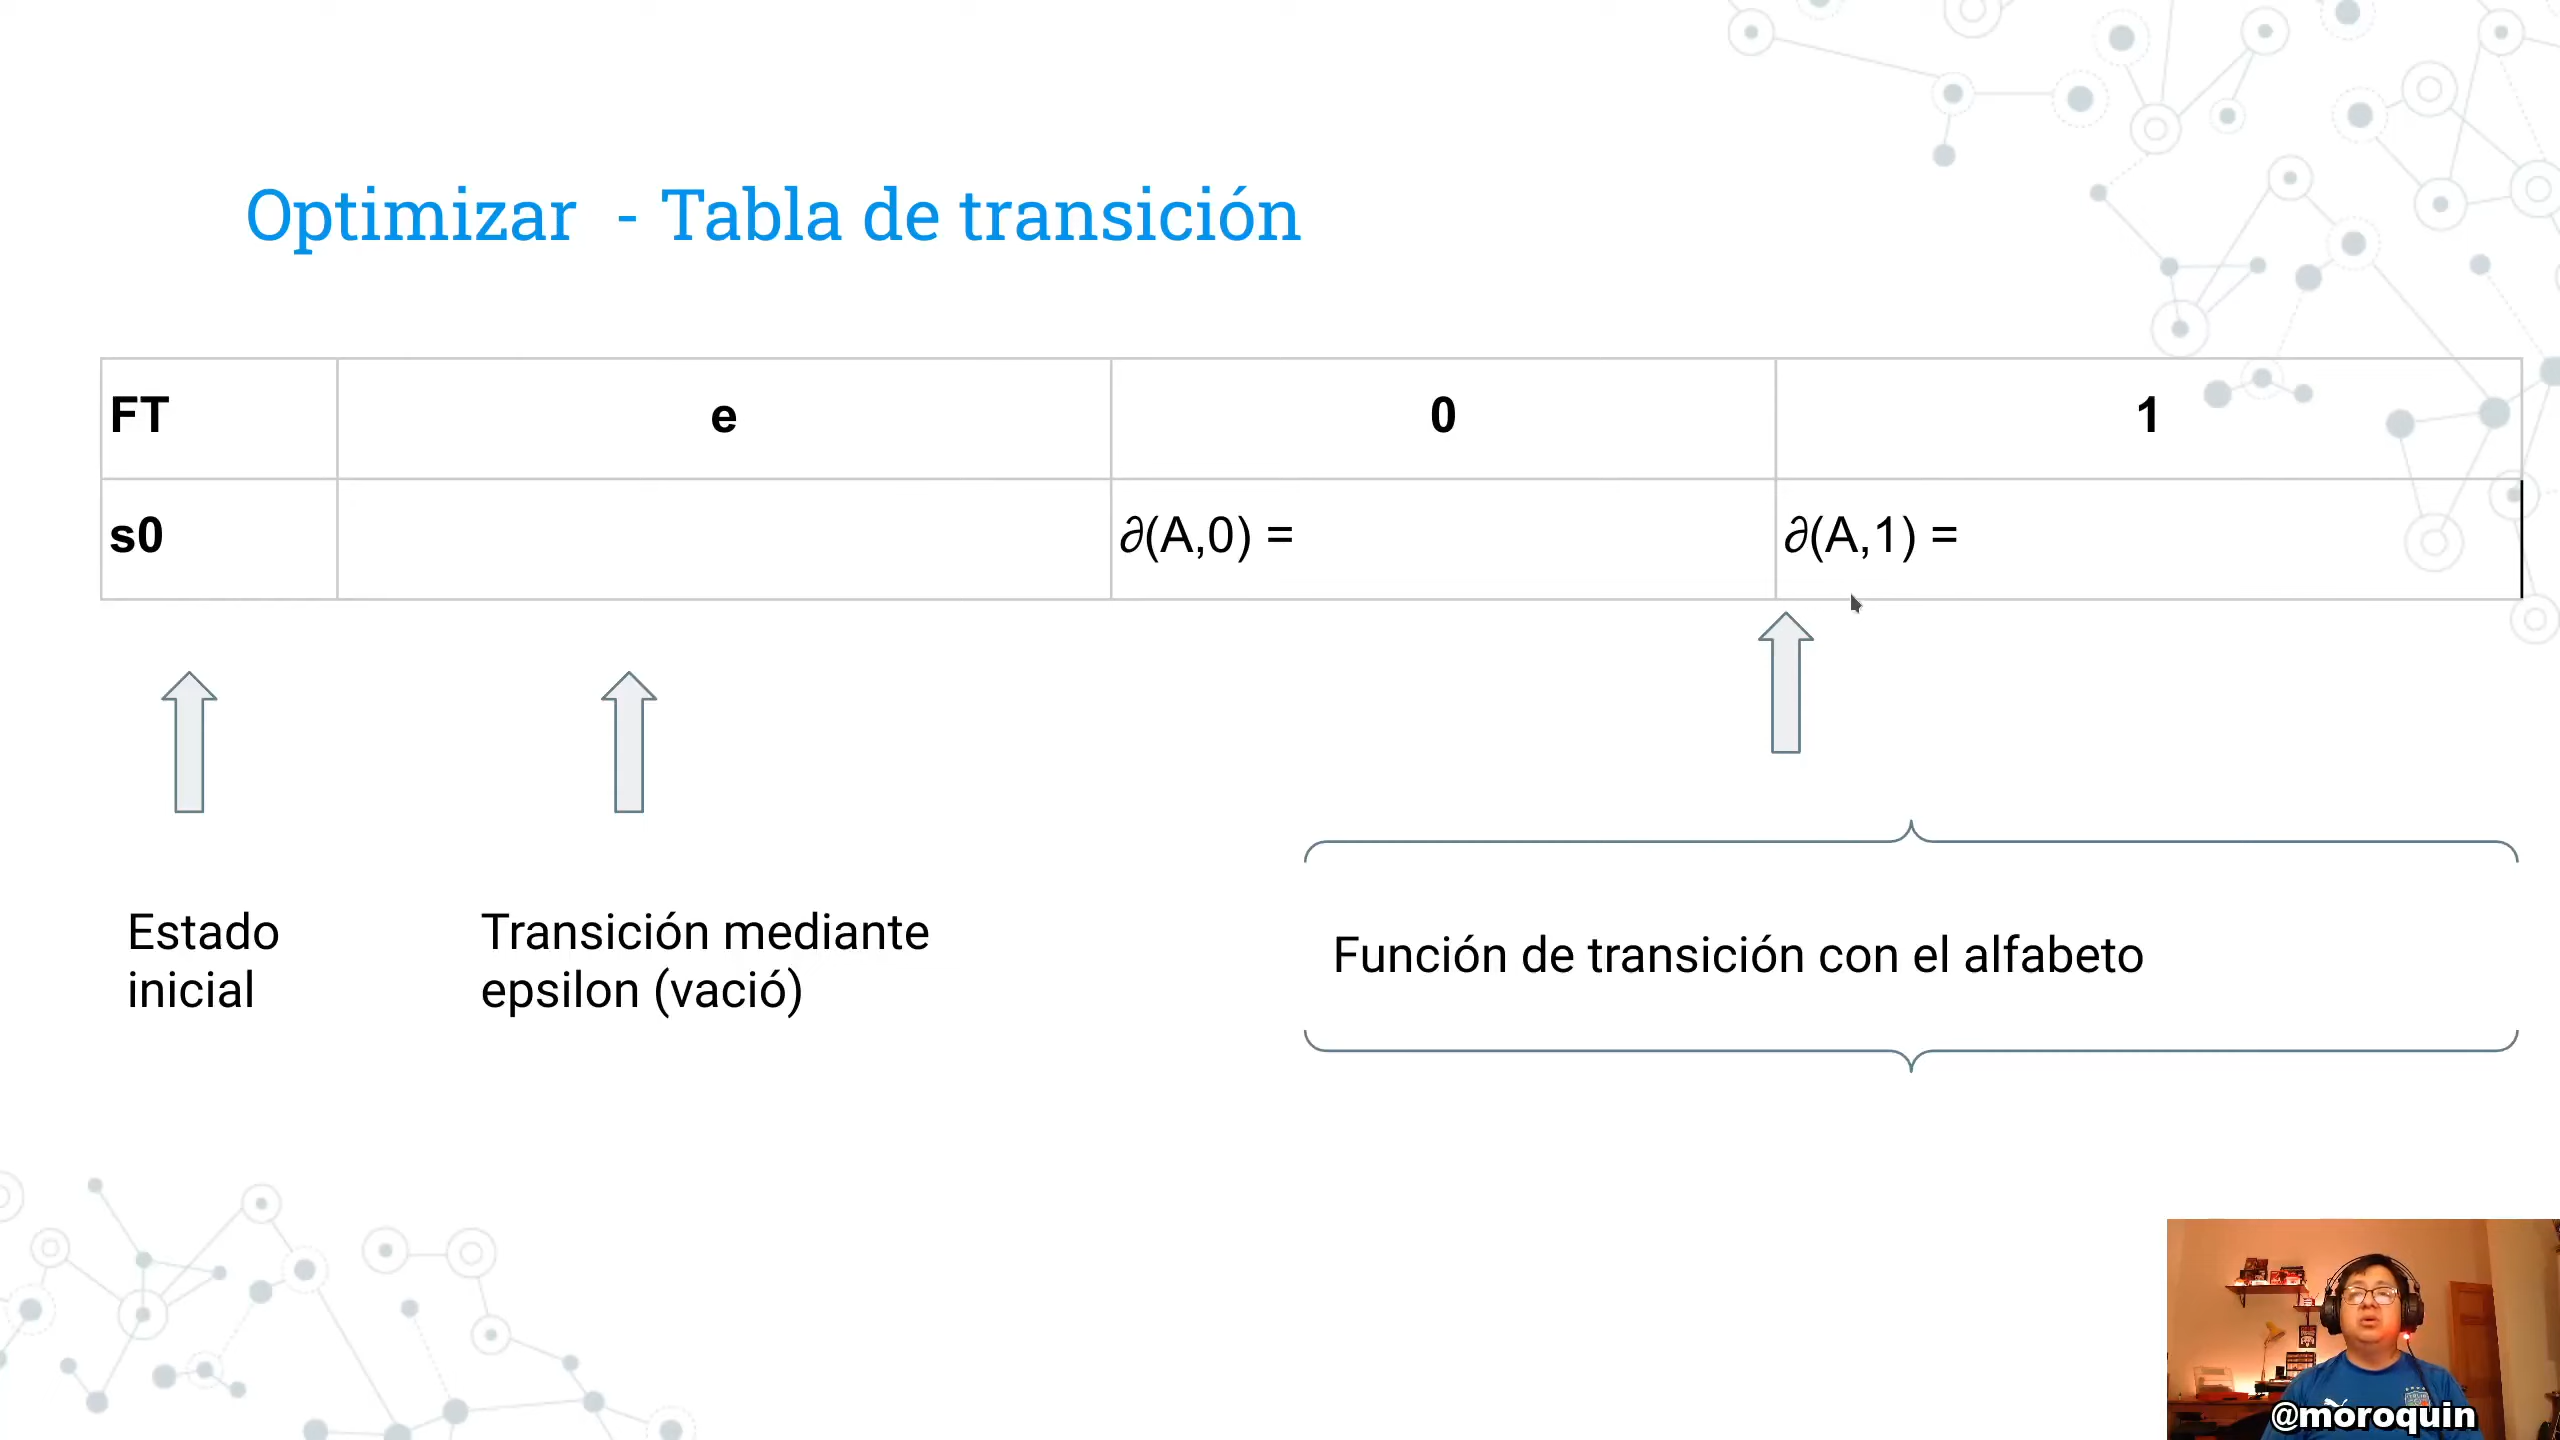 Optimizar - Tabla de transición
FT e 0 1
s0 ∂(A,0) = ∂(A,1) =
Estado
inicial
Transición mediante
epsilon (vació)
Función de transición con el alfabeto
@moroquin